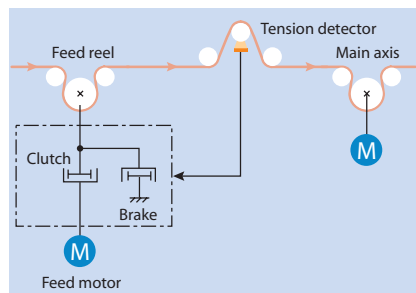 Tension detector
Feed reel
Main axis
Clutch
M
Brake
M
Feed motor